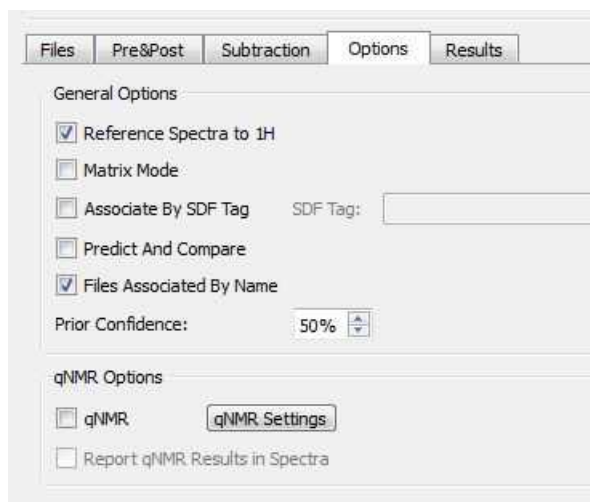 Files Pre&Post Subtraction Options Results
General Options
Reference Spectra to 1H
Matrix Mode
Associate By SDF Tag SDF Tag:
Predict And Compare
Files Associated By Name
Prior Confidence: 50%
qNMR Options
qNMR qNMR Settings
Report qNMR Results in Spectra